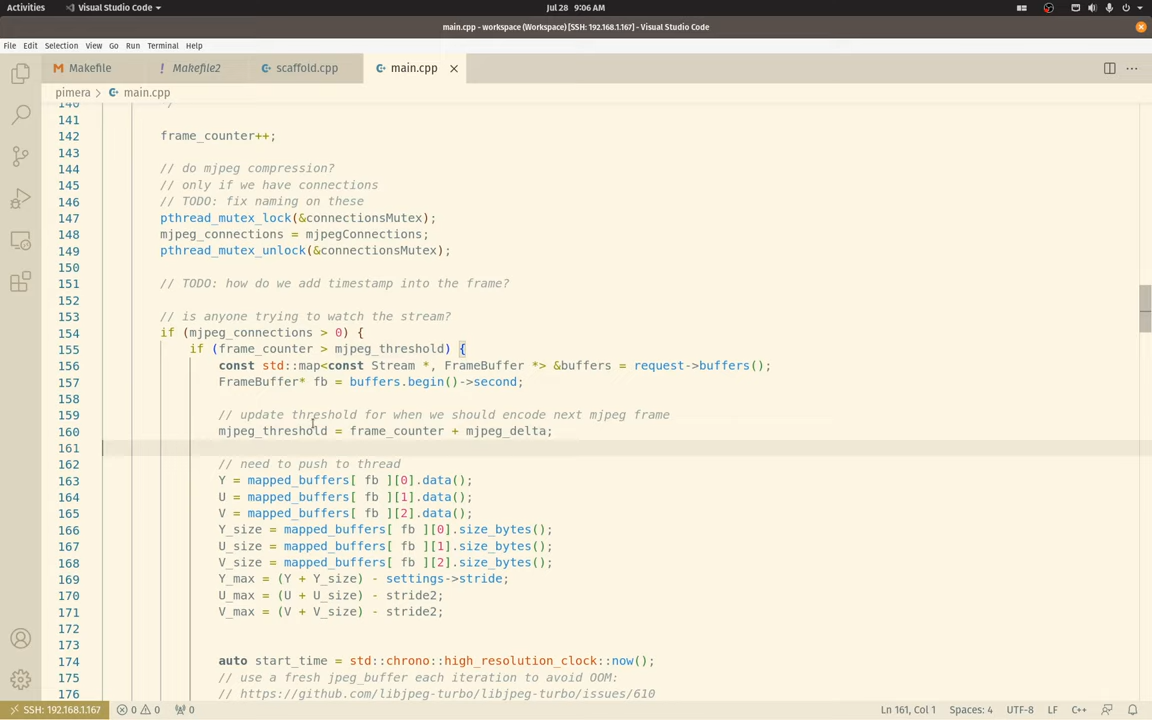 Activities Visual Studio Code Jul 28 9:06 AM
main.cpp - workspace (Workspace) [SSH: 192.168.1.167] - Visual Studio Code
File Edit Selection View Go Run Terminal Help
Makefile Makefile2 scaffold.cpp main.cpp
pimera > main.cpp
140 */
141
142 frame_counter++;
143
144 // do mjpeg compression?
145 // only if we have connections
146 // TODO: fix naming on these
147 pthread_mutex_lock(&connectionsMutex);
148 mjpeg_connections = mjpegConnections;
149 pthread_mutex_unlock(&connectionsMutex);
150
151 // TODO: how do we add timestamp into the frame?
152
153 // is anyone trying to watch the stream?
154 if (mjpeg_connections > 0) {
155 if (frame_counter > mjpeg_threshold) {
156 const std::map<const Stream *, FrameBuffer *> &buffers = request->buffers();
157 FrameBuffer* fb = buffers.begin()->second;
158
159 // update threshold for when we should encode next mjpeg frame
160 mjpeg_threshold = frame_counter + mjpeg_delta;
161
162 // need to push to thread
163 Y = mapped_buffers[ fb ][0].data();
164 U = mapped_buffers[ fb ][1].data();
165 V = mapped_buffers[ fb ][2].data();
166 Y_size = mapped_buffers[ fb ][0].size_bytes();
167 U_size = mapped_buffers[ fb ][1].size_bytes();
168 V_size = mapped_buffers[ fb ][2].size_bytes();
169 Y_max = (Y + Y_size) - settings->stride;
170 U_max = (U + U_size) - stride2;
171 V_max = (V + V_size) - stride2;
172
173
174 auto start_time = std::chrono::high_resolution_clock::now();
175 // use a fresh jpeg_buffer each iteration to avoid OOM:
176 // https://github.com/libjpeg-turbo/libjpeg-turbo/issues/610
SSH: 192.168.1.167 0 0 0 Ln 161, Col 1 Spaces: 4 UTF-8 LF C++